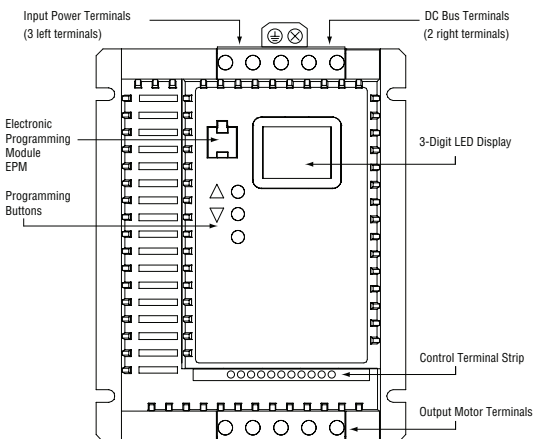 Input Power Terminals
(3 left terminals)
DC Bus Terminals
(2 right terminals)
Electronic
Programming
Module
EPM
3-Digit LED Display
Programming
Buttons
Control Terminal Strip
Output Motor Terminals